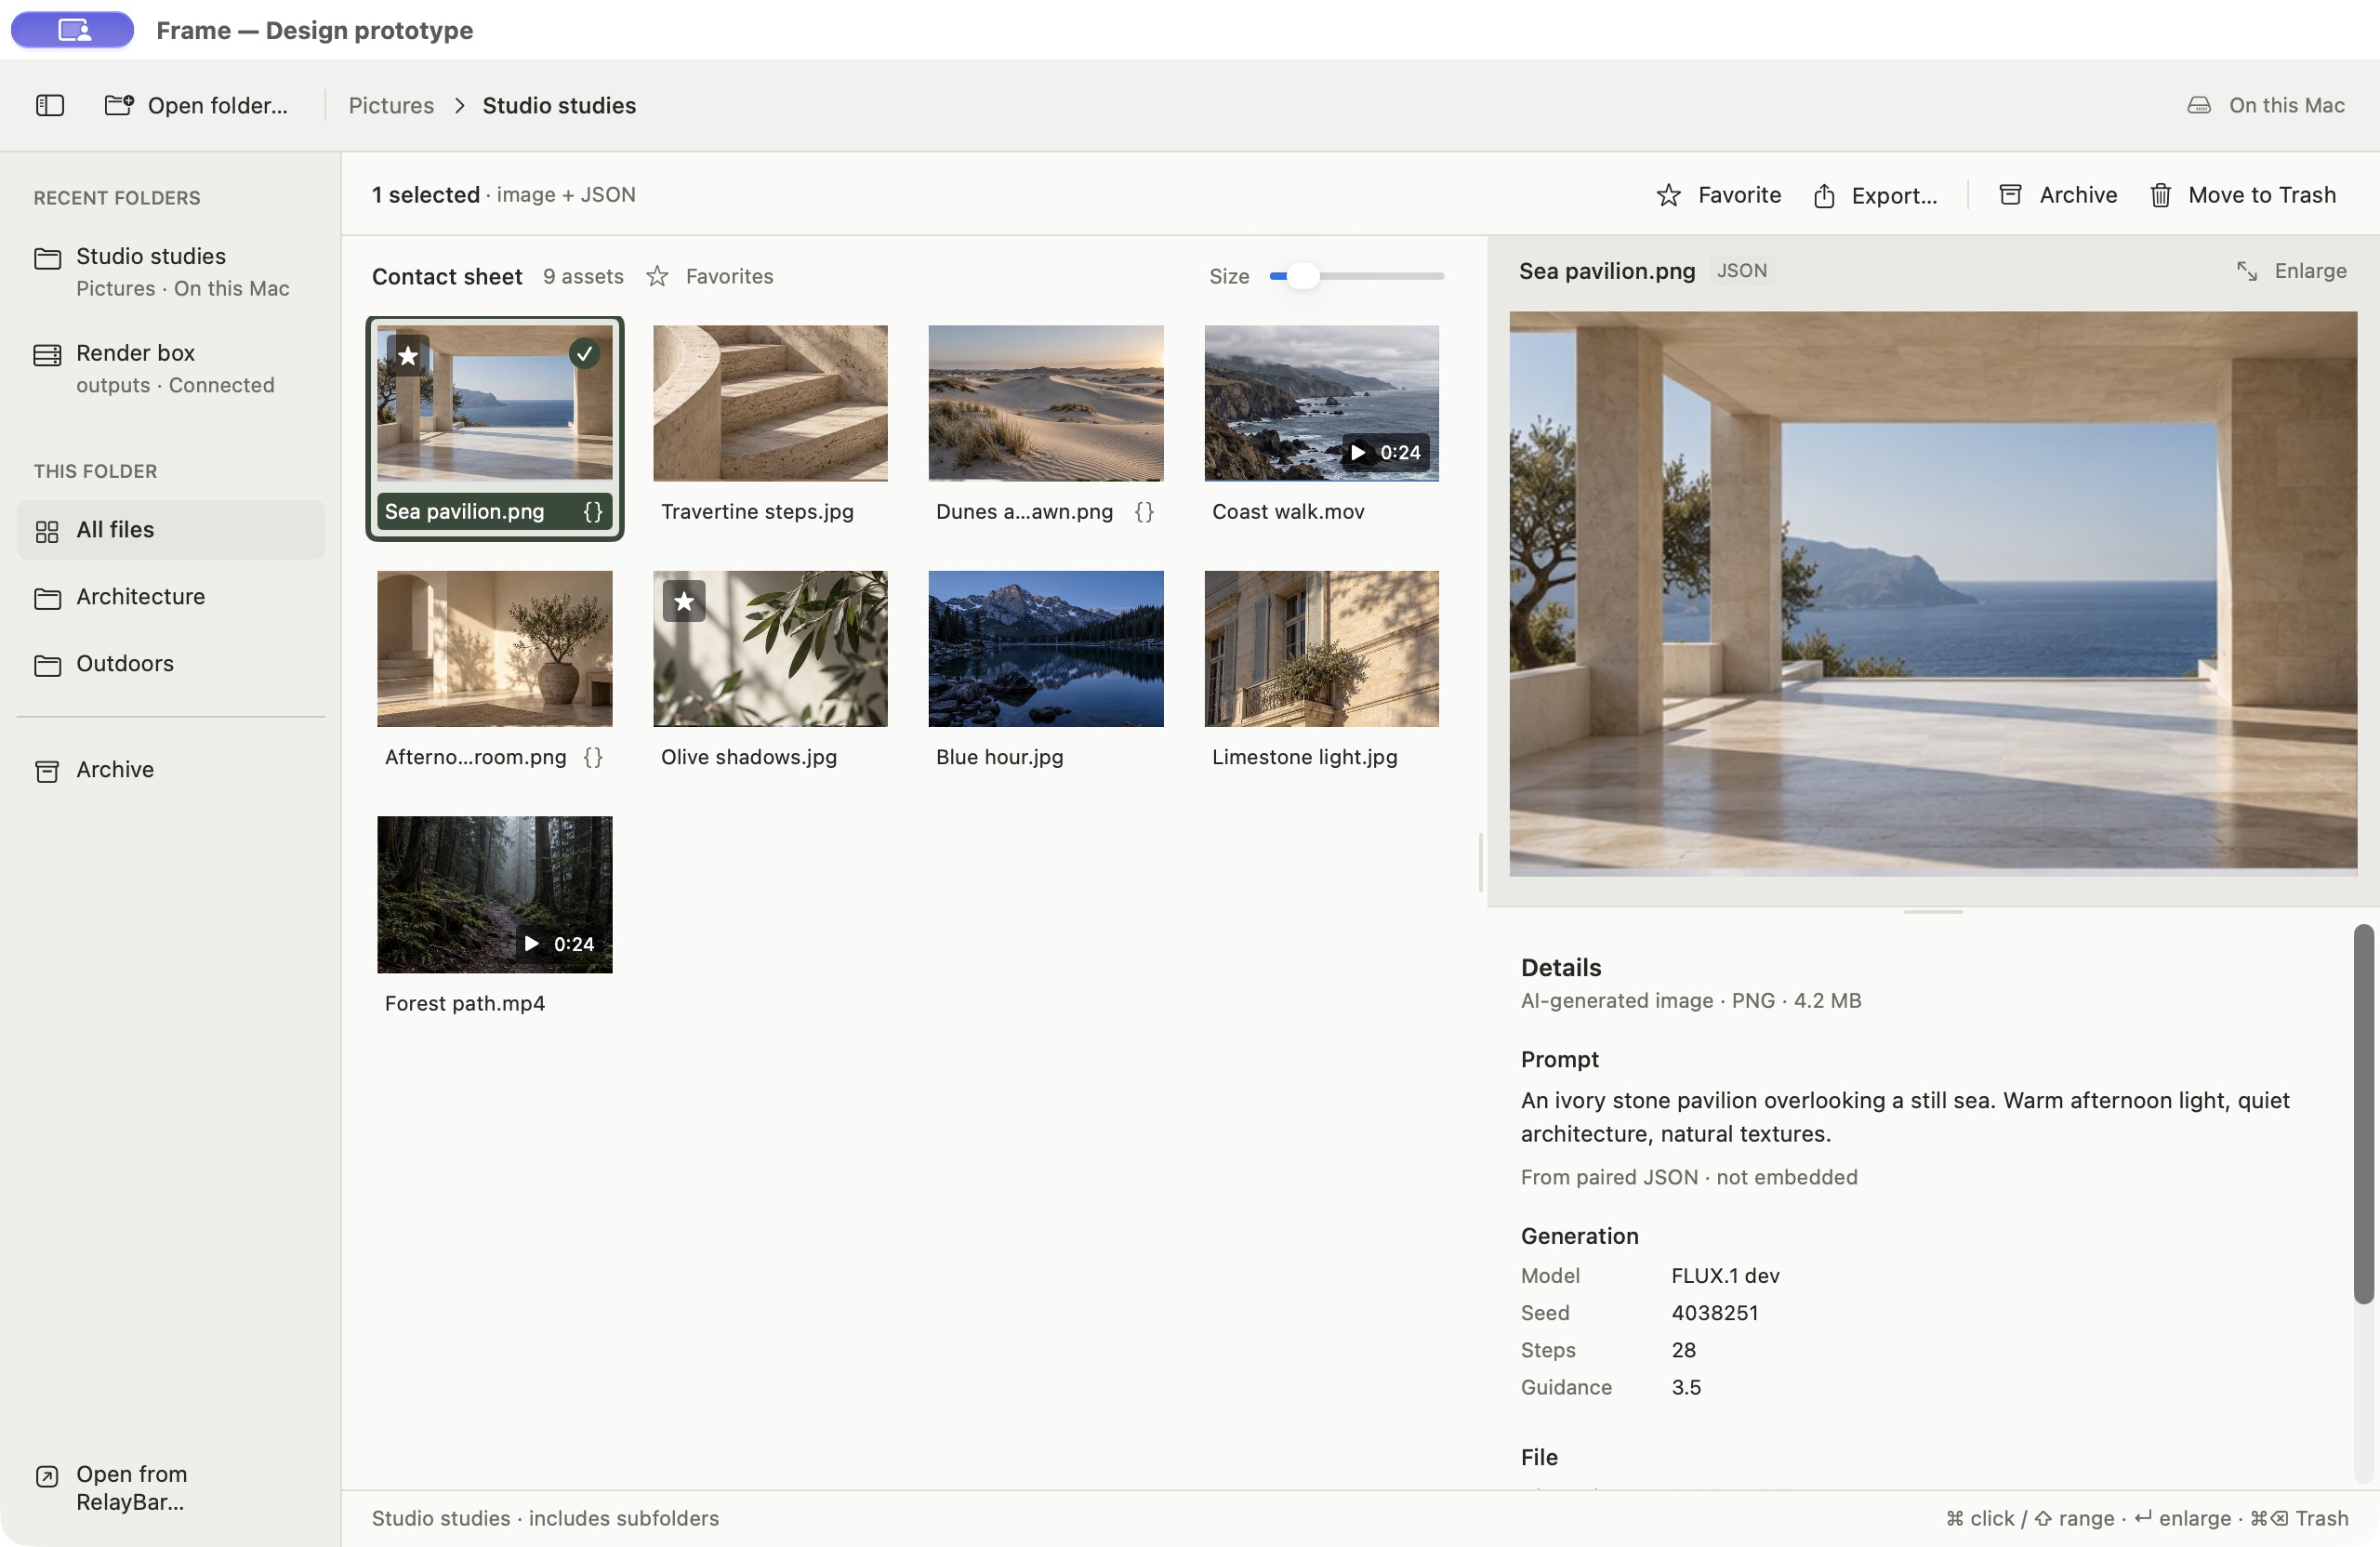 Frame — Design prototype
Open folder...
Pictures > Studio studies
On this Mac
RECENT FOLDERS
Studio studies
Pictures · On this Mac
Render box
outputs · Connected
THIS FOLDER
All files
Architecture
Outdoors
Archive
Open from
RelayBar...
1 selected · image + JSON
Favorite
Export...
Archive
Move to Trash
Contact sheet 9 assets Favorites
Size
Sea pavilion.png {}
Travertine steps.jpg
Dunes a...awn.png {}
0:24
Coast walk.mov
Afterno...room.png {}
Olive shadows.jpg
Blue hour.jpg
Limestone light.jpg
0:24
Forest path.mp4
Sea pavilion.png JSON
Enlarge
Details
AI-generated image · PNG · 4.2 MB
Prompt
An ivory stone pavilion overlooking a still sea. Warm afternoon light, quiet
architecture, natural textures.
From paired JSON · not embedded
Generation
Model FLUX.1 dev
Seed 4038251
Steps 28
Guidance 3.5
File
Studio studies · includes subfolders
⌘ click / ⇧ range · ↵ enlarge · ⌘⌫ Trash